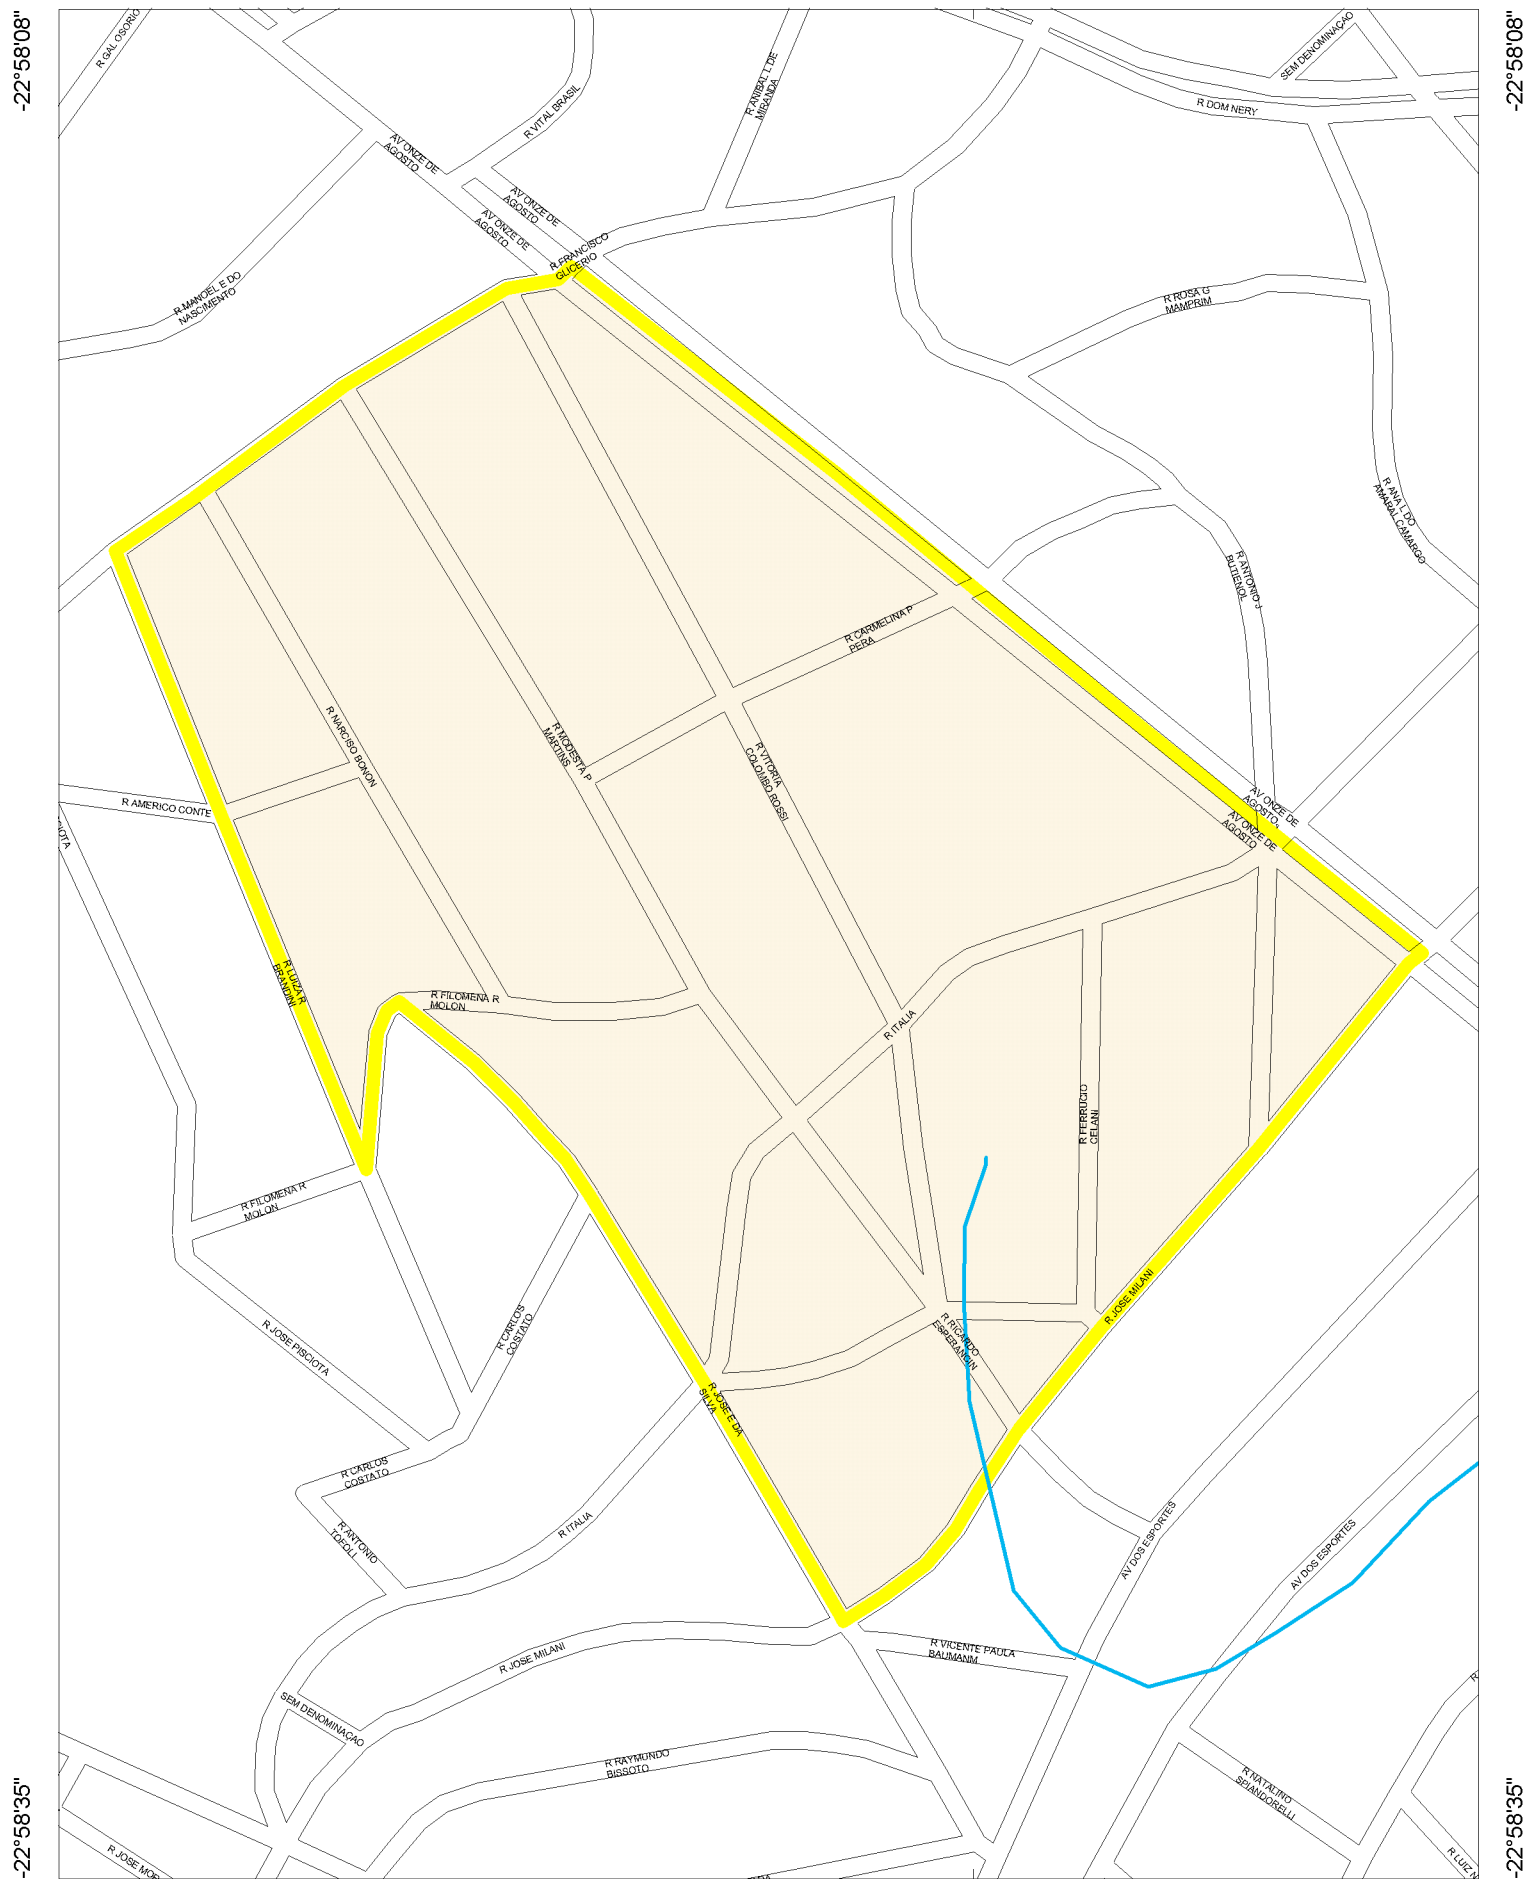 -22°58'08"
-22°58'08"
R GAL OSORIO
SEM DENOMINAÇAO
R ANIBAL L DE
MIRANDA
R VITAL BRASIL
R DOM NERY
AV ONZE DE
AGOSTO
AV ONZE DE
AGOSTO
AV ONZE DE
AGOSTO
R FRANCISCO
GLICERIO
R MANOEL E DO
NASCIMENTO
R ROSA G
MAMPRIM
R ANA L DO
AMARAL CAMARGO
R ANTONIO J
BUTIENOL
R CARMELINA P
PERA
R NARCISO BONON
R MODESTA P
MARTINS
R VITORIA
COLOMBO ROSSI
R AMERICO CONTE
AV ONZE DE
AGOSTO
AV ONZE DE
AGOSTO
R LUIZA R
BRANDINI
R FILOMENA R
MOLON
R ITALIA
R FERRUCIO
CELANI
R FILOMENA R
MOLON
R JOSE MILANI
R RICARDO
ESPERANCIN
R CARLOS
COSTATO
R JOSE PISCIOTA
R JOSE E DA
SILVA
R CARLOS
COSTATO
R ANTONIO
TOFOLI
R ITALIA
AV DOS ESPORTES
AV DOS ESPORTES
R JOSE MILANI
R VICENTE PAULA
BAUMANM
SEM DENOMINAÇAO
R RAYMUNDO
BISSOTO
R NATALINO
SPIANDORELLI
R JOSE MOR
R LUIZ N
-22°58'35"
-22°58'35"